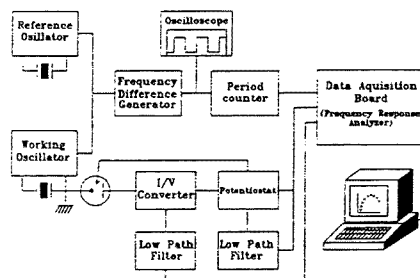 Oscilloscope
Reference
Osillator
Frequency
Difference
Generator
Period
counter
Data Aquisition
Board
(Frequency Response
Analyzer)
Working
Oscillator
I/V
Converter
Potentiostat
Low Path
Filter
Low Path
Filter